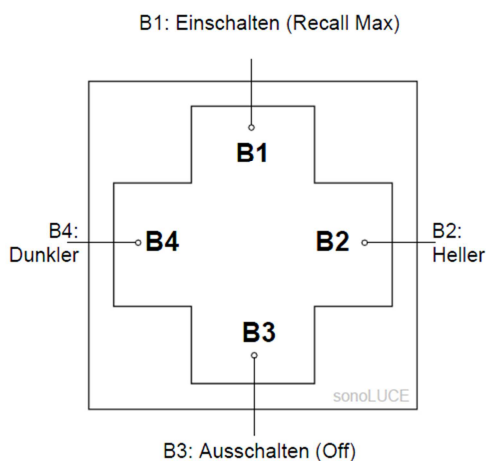 B1: Einschalten (Recall Max)
B1
B4:
Dunkler
B4
B2
B2:
Heller
B3
sonoLUCE
B3: Ausschalten (Off)